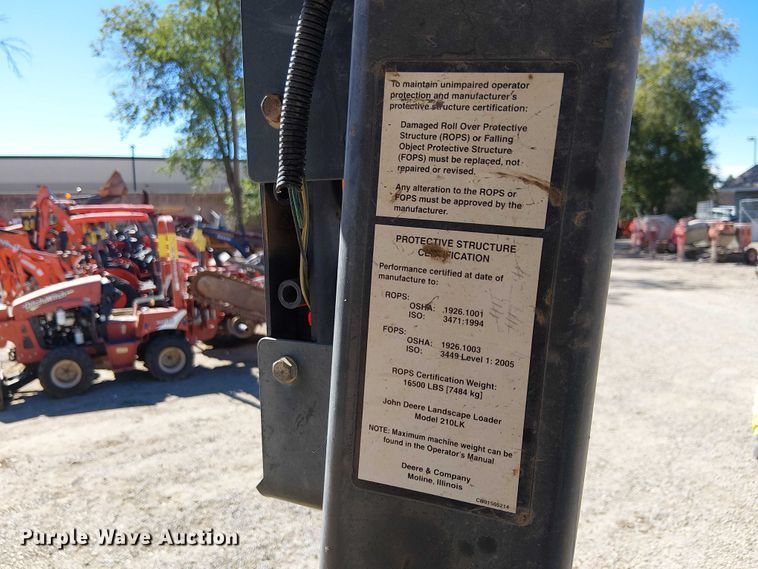 To maintain unimpaired operator
protection and manufacturer's
protective structure certification:
Damaged Roll Over Protective
Structure (ROPS) or Falling
Object Protective Structure
(FOPS) must be replaced, not
repaired or revised.
Any alteration to the ROPS or
FOPS must be approved by the
manufacturer.
PROTECTIVE STRUCTURE
CERTIFICATION
Performance certified at date of
manufacture to:
ROPS:
OSHA: 1926.1001
ISO: 3471:1994
FOPS:
OSHA: 1926.1003
ISO: 3449 Level 1: 2005
ROPS Certification Weight:
16500 LBS [7484 kg]
John Deere Landscape Loader
Model 210LK
NOTE: Maximum machine weight can be
found in the Operator's Manual
Deere & Company
Moline, Illinois
Purple Wave Auction